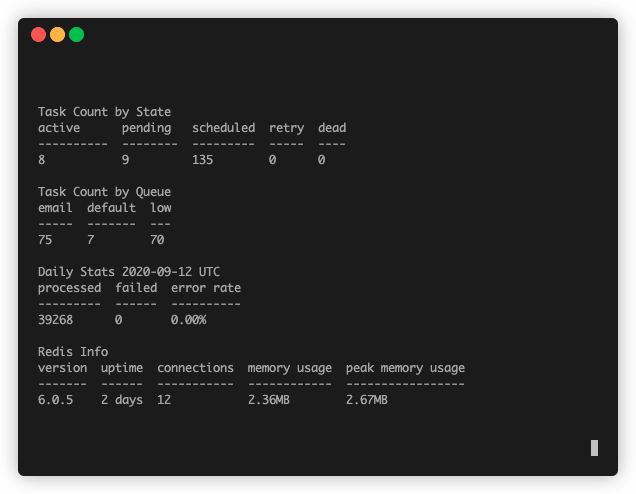 Task Count by State
active      pending   scheduled  retry  dead
----------  --------  ---------  -----  ----
8           9         135        0      0
Task Count by Queue
email  default  low
-----  -------  ---
75     7        70
Daily Stats 2020-09-12 UTC
processed  failed  error rate
---------  ------  ----------
39268      0       0.00%
Redis Info
version  uptime  connections  memory usage  peak memory usage
-------  ------  -----------  ------------  -----------------
6.0.5    2 days  12           2.36MB        2.67MB